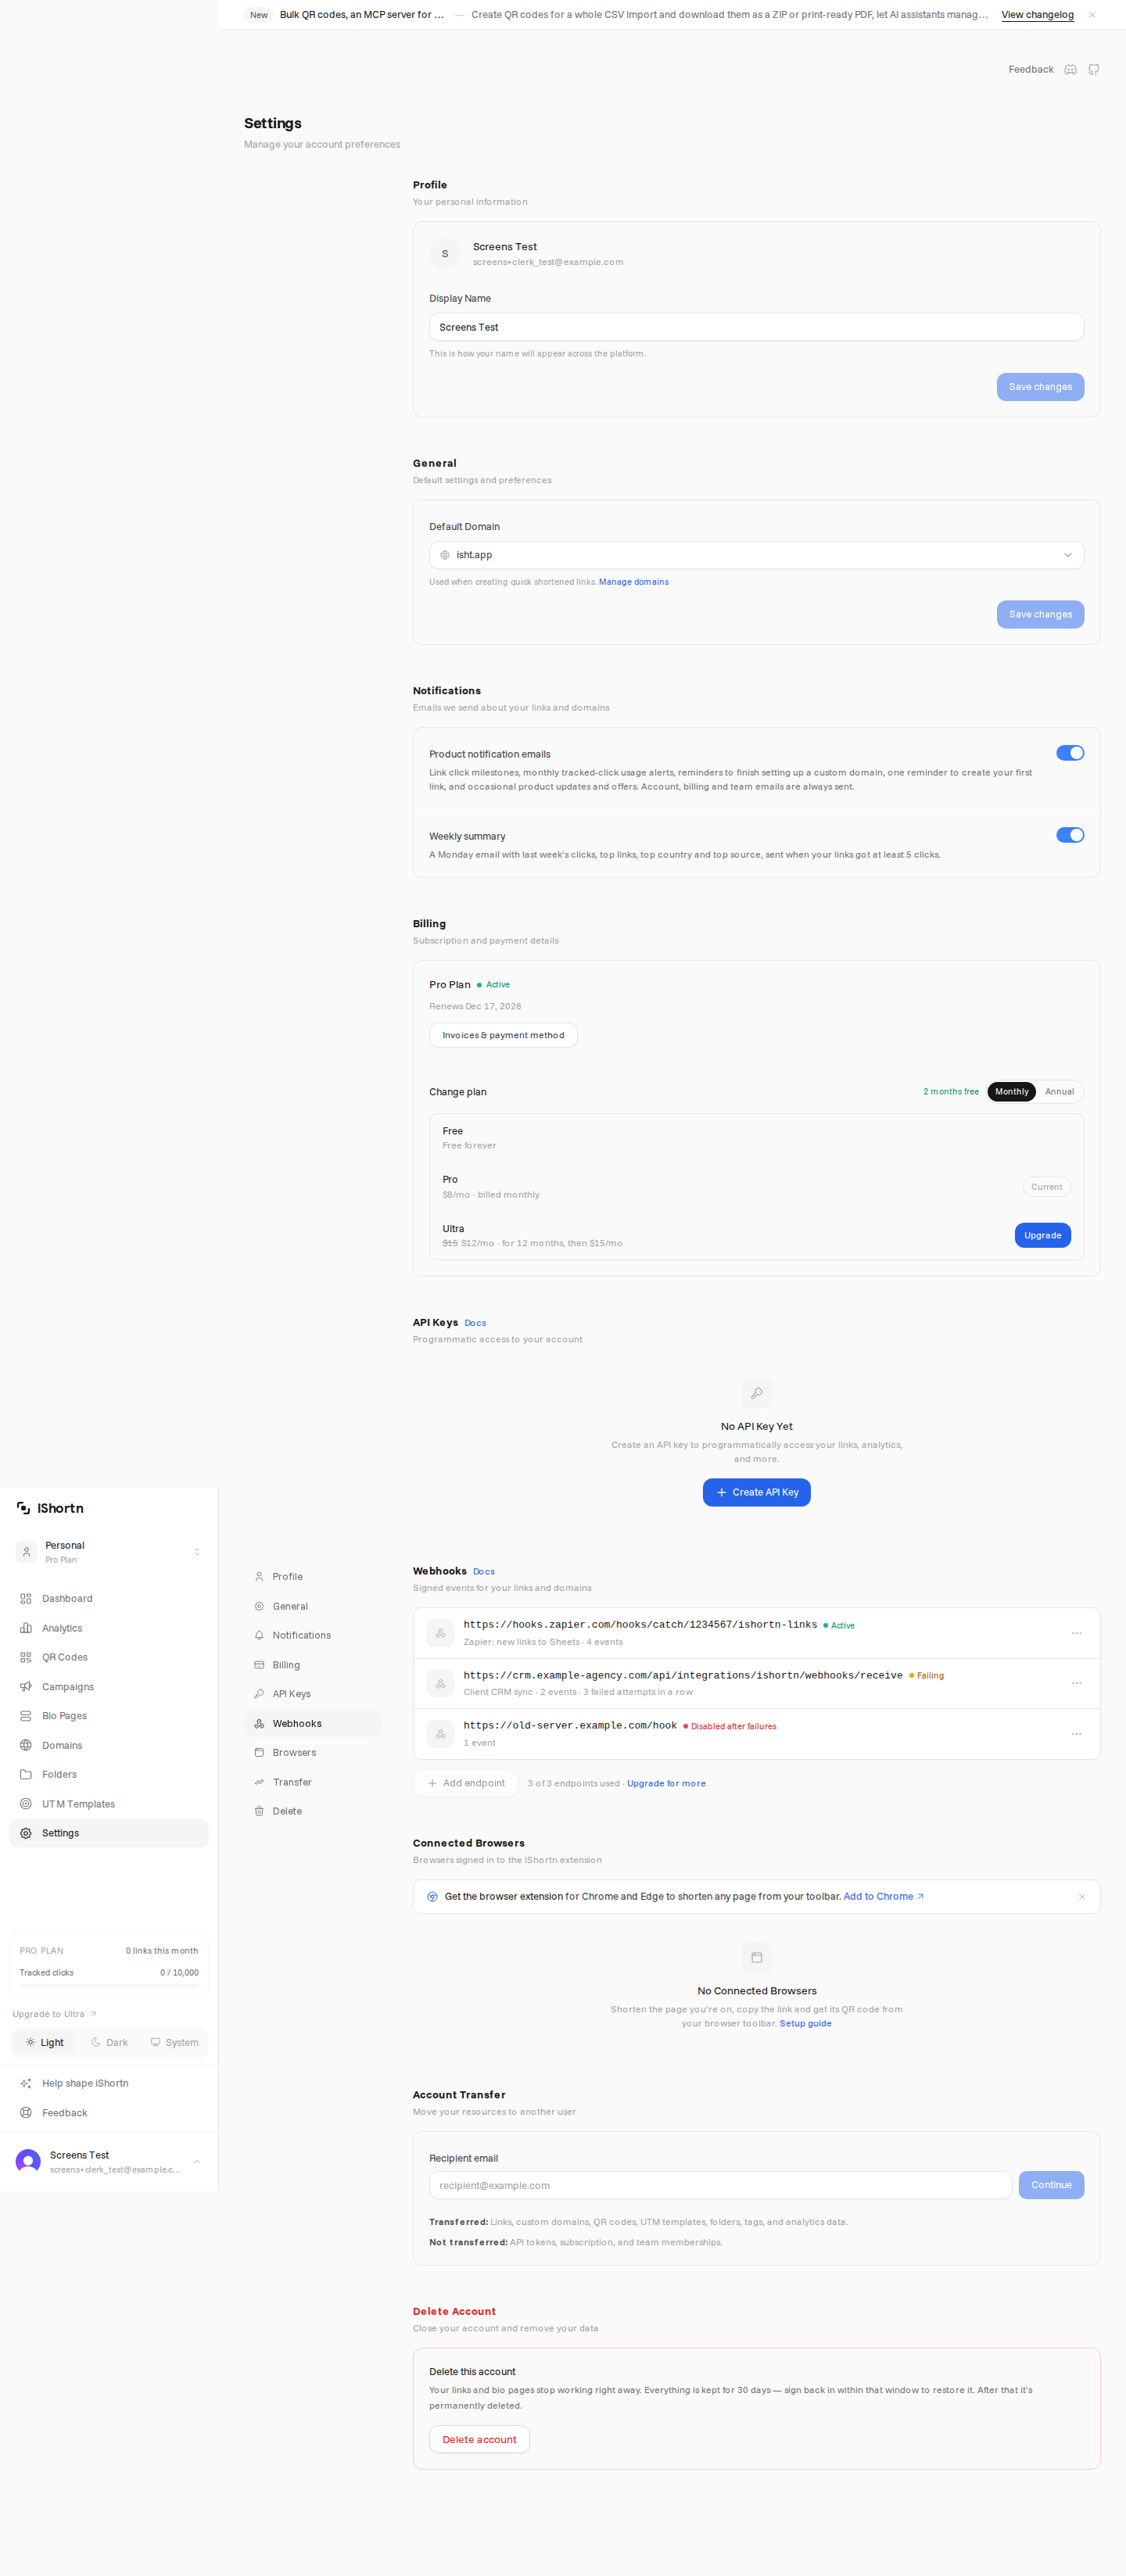 New Bulk QR codes, an MCP server for ... — Create QR codes for a whole CSV import and download them as a ZIP or print-ready PDF, let AI assistants manag... View changelog
Feedback
Settings
Manage your account preferences
Profile
Your personal information
S
Screens Test
screens+clerk_test@example.com
Display Name
Screens Test
This is how your name will appear across the platform.
Save changes
General
Default settings and preferences
Default Domain
isht.app
Used when creating quick shortened links. Manage domains
Save changes
Notifications
Emails we send about your links and domains
Product notification emails
Link click milestones, monthly tracked-click usage alerts, reminders to finish setting up a custom domain, one reminder to create your first
link, and occasional product updates and offers. Account, billing and team emails are always sent.
Weekly summary
A Monday email with last week's clicks, top links, top country and top source, sent when your links got at least 5 clicks.
Billing
Subscription and payment details
Pro Plan Active
Renews Dec 17, 2026
Invoices & payment method
Change plan 2 months free Monthly Annual
Free
Free forever
Pro
$8/mo · billed monthly
Current
Ultra
$15 $12/mo · for 12 months, then $15/mo
Upgrade
API Keys Docs
Programmatic access to your account
No API Key Yet
Create an API key to programmatically access your links, analytics,
and more.
Create API Key
iShortn
Personal
Pro Plan
Dashboard
Analytics
QR Codes
Campaigns
Bio Pages
Domains
Folders
UTM Templates
Settings
PRO PLAN 0 links this month
Tracked clicks 0 / 10,000
Upgrade to Ultra
Light Dark System
Help shape iShortn
Feedback
Screens Test
screens+clerk_test@example.c...
Profile
General
Notifications
Billing
API Keys
Webhooks
Browsers
Transfer
Delete
Webhooks Docs
Signed events for your links and domains
https://hooks.zapier.com/hooks/catch/1234567/ishortn-links Active
Zapier: new links to Sheets · 4 events
https://crm.example-agency.com/api/integrations/ishortn/webhooks/receive Failing
Client CRM sync · 2 events · 3 failed attempts in a row
https://old-server.example.com/hook Disabled after failures
1 event
Add endpoint 3 of 3 endpoints used · Upgrade for more
Connected Browsers
Browsers signed in to the iShortn extension
Get the browser extension for Chrome and Edge to shorten any page from your toolbar. Add to Chrome
No Connected Browsers
Shorten the page you're on, copy the link and get its QR code from
your browser toolbar. Setup guide
Account Transfer
Move your resources to another user
Recipient email
recipient@example.com
Continue
Transferred: Links, custom domains, QR codes, UTM templates, folders, tags, and analytics data.
Not transferred: API tokens, subscription, and team memberships.
Delete Account
Close your account and remove your data
Delete this account
Your links and bio pages stop working right away. Everything is kept for 30 days — sign back in within that window to restore it. After that it's
permanently deleted.
Delete account